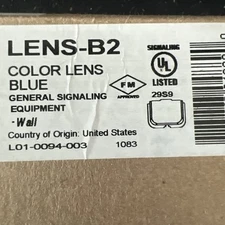 LENS-B2
COLOR LENS
BLUE
GENERAL SIGNALING
EQUIPMENT
-Wall
Country of Origin: United States
L01-0094-003 1083
SIGNALING
UL
LISTED
29S9
FM
APPROVED